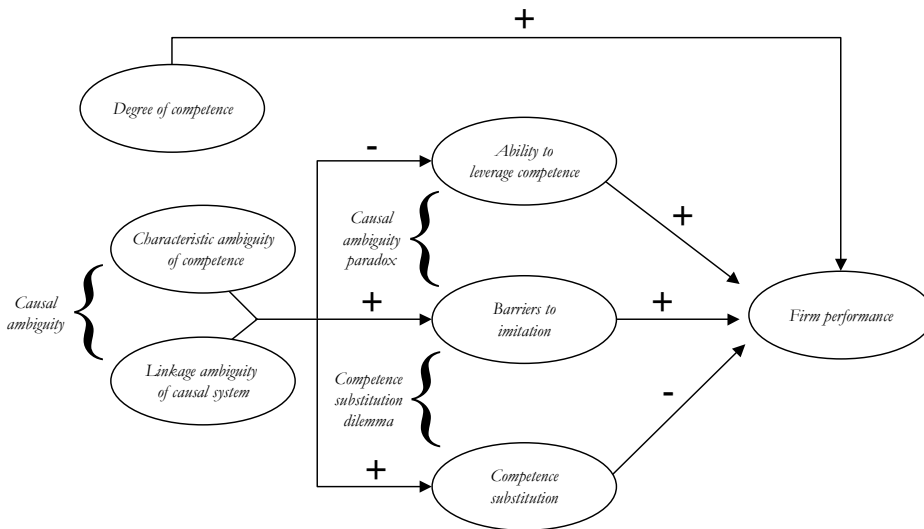 +
Degree of competence
-
Ability to
leverage competence
+
Causal
ambiguity
paradox
Characteristic ambiguity
of competence
Causal
ambiguity
+
Barriers to
imitation
+
Firm performance
Linkage ambiguity
of causal system
Competence
substitution
dilemma
-
+
Competence
substitution